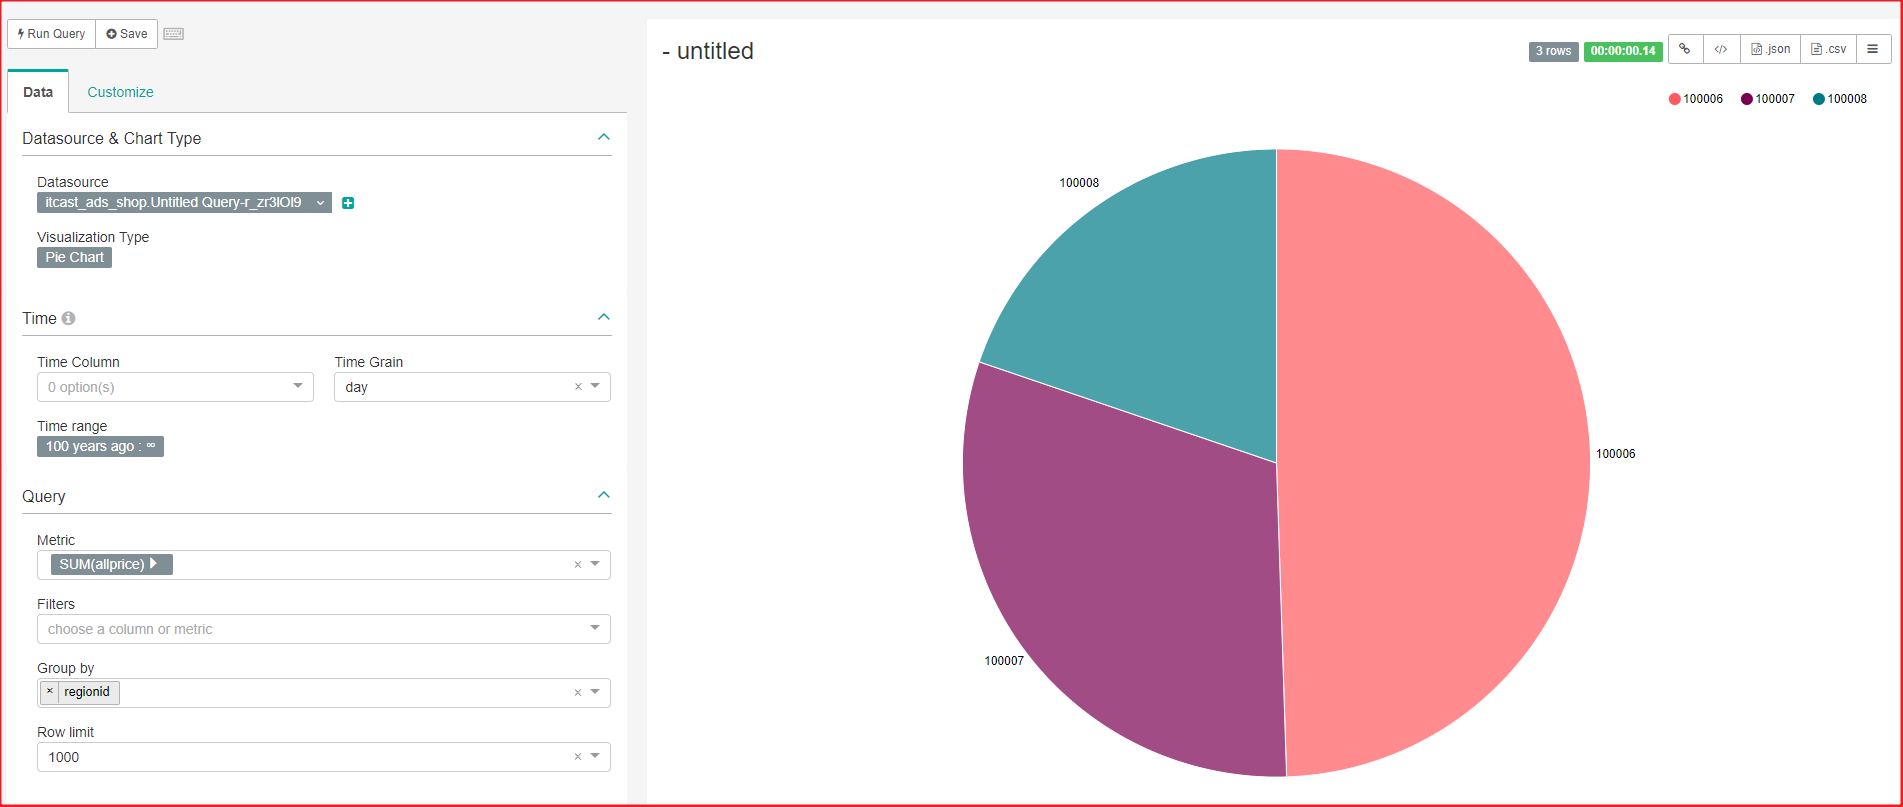 Run Query Save
Data Customize
Datasource & Chart Type
Datasource
itcast_ads_shop.Untitled Query-r_zr3lOI9
Visualization Type
Pie Chart
Time
Time Column Time Grain
0 option(s) day
Time range
100 years ago : ∞
Query
Metric
SUM(allprice)
Filters
choose a column or metric
Group by
× regionid
Row limit
1000
- untitled
3 rows 00:00:00.14 </> .json .csv
100006 100007 100008
100008
100006
100007